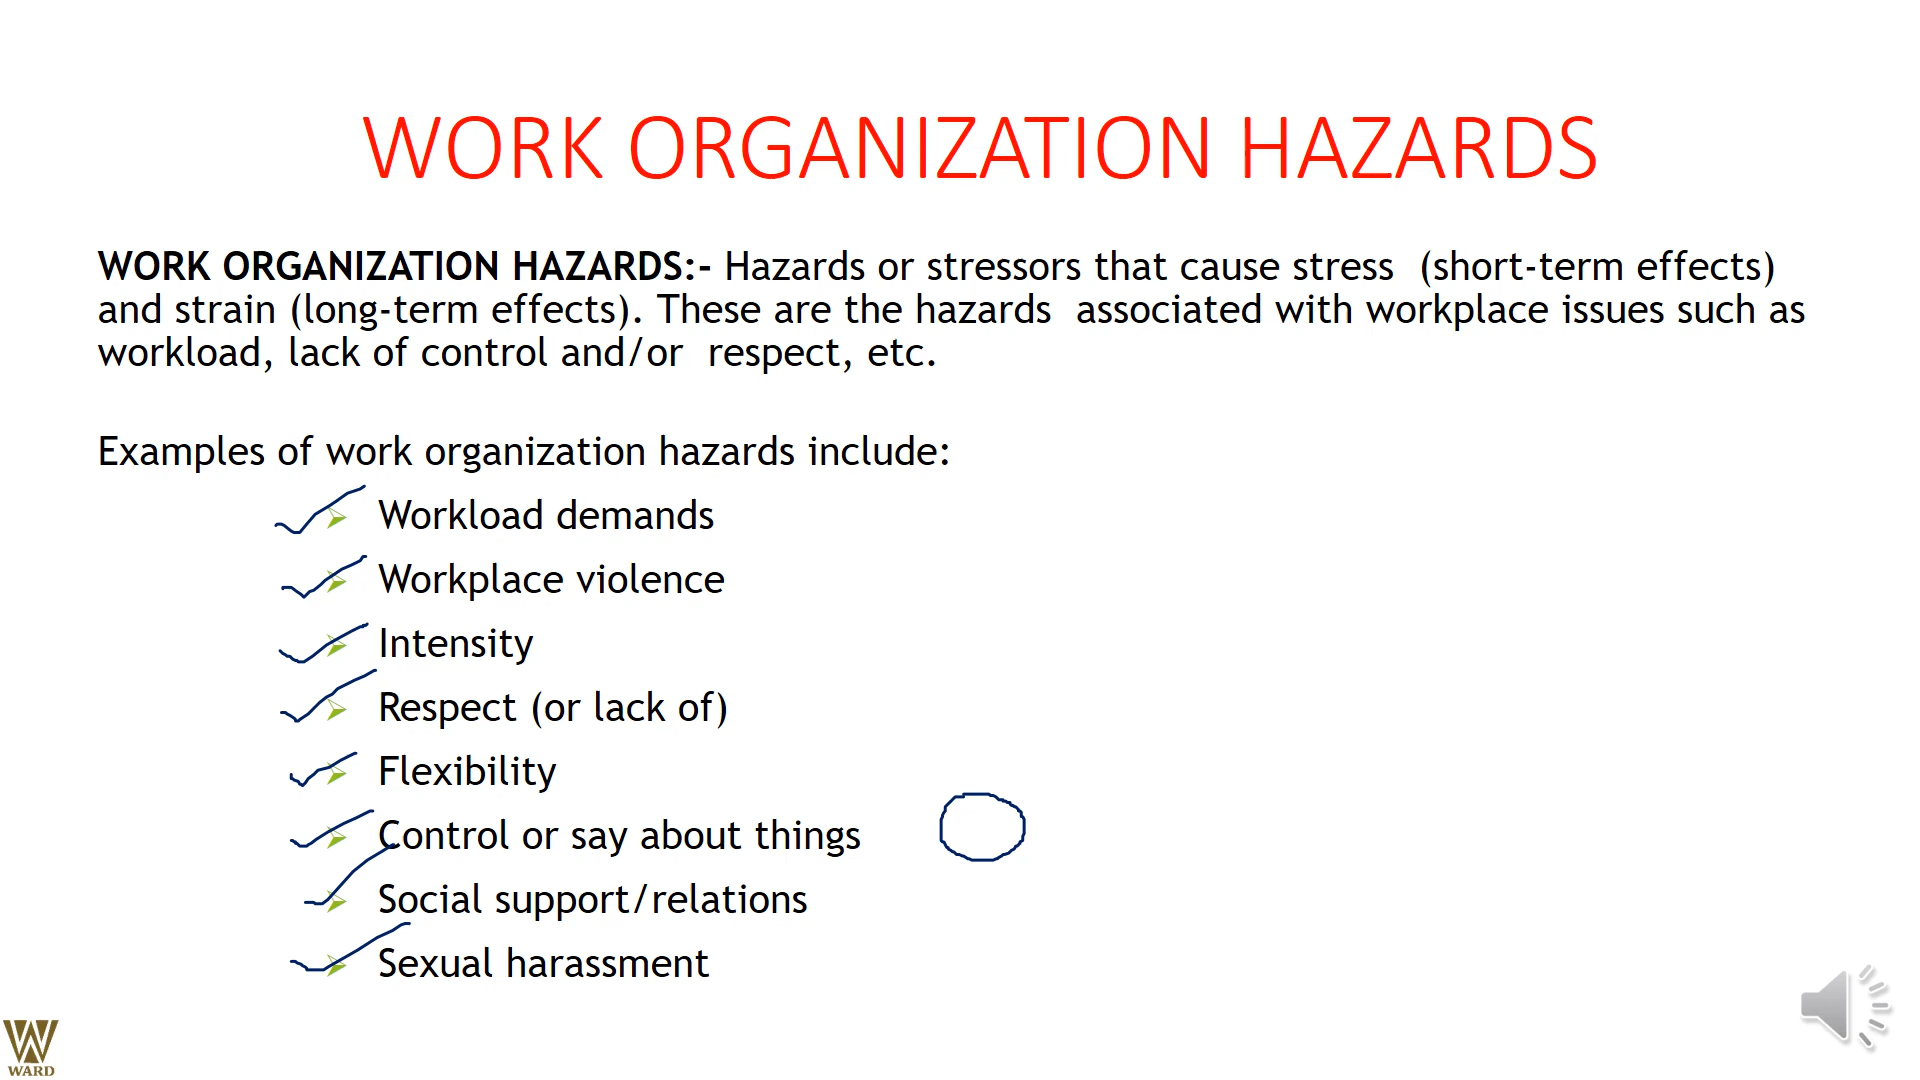 WORK ORGANIZATION HAZARDS
WORK ORGANIZATION HAZARDS:- Hazards or stressors that cause stress (short-term effects)
and strain (long-term effects). These are the hazards associated with workplace issues such as
workload, lack of control and/or respect, etc.
Examples of work organization hazards include:
Workload demands
Workplace violence
Intensity
Respect (or lack of)
Flexibility
Control or say about things
Social support/relations
Sexual harassment
WARD